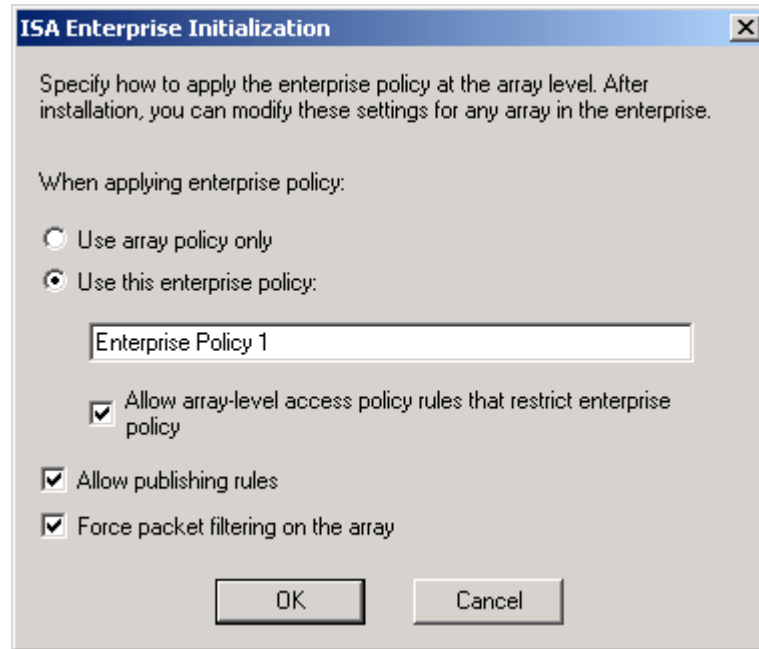 ISA Enterprise Initialization
Specify how to apply the enterprise policy at the array level. After
installation, you can modify these settings for any array in the enterprise.
When applying enterprise policy:
Use array policy only
Use this enterprise policy:
Enterprise Policy 1
Allow array-level access policy rules that restrict enterprise
policy
Allow publishing rules
Force packet filtering on the array
OK Cancel